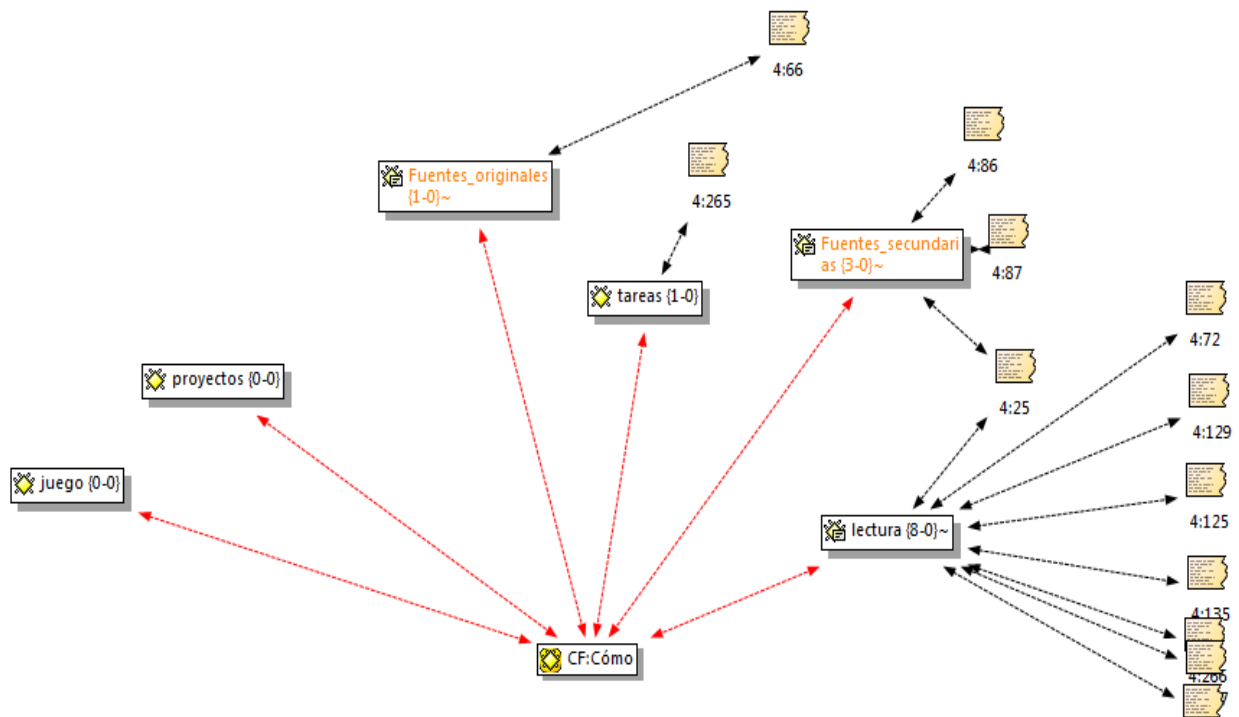 4:66
4:86
Fuentes_originales
{1-0}~
4:265
Fuentes_secundari
as {3-0}~
4:87
tareas {1-0}
4:72
proyectos {0-0}
4:25
4:129
juego {0-0}
4:125
lectura {8-0}~
4:135
CF:Cómo
4:266